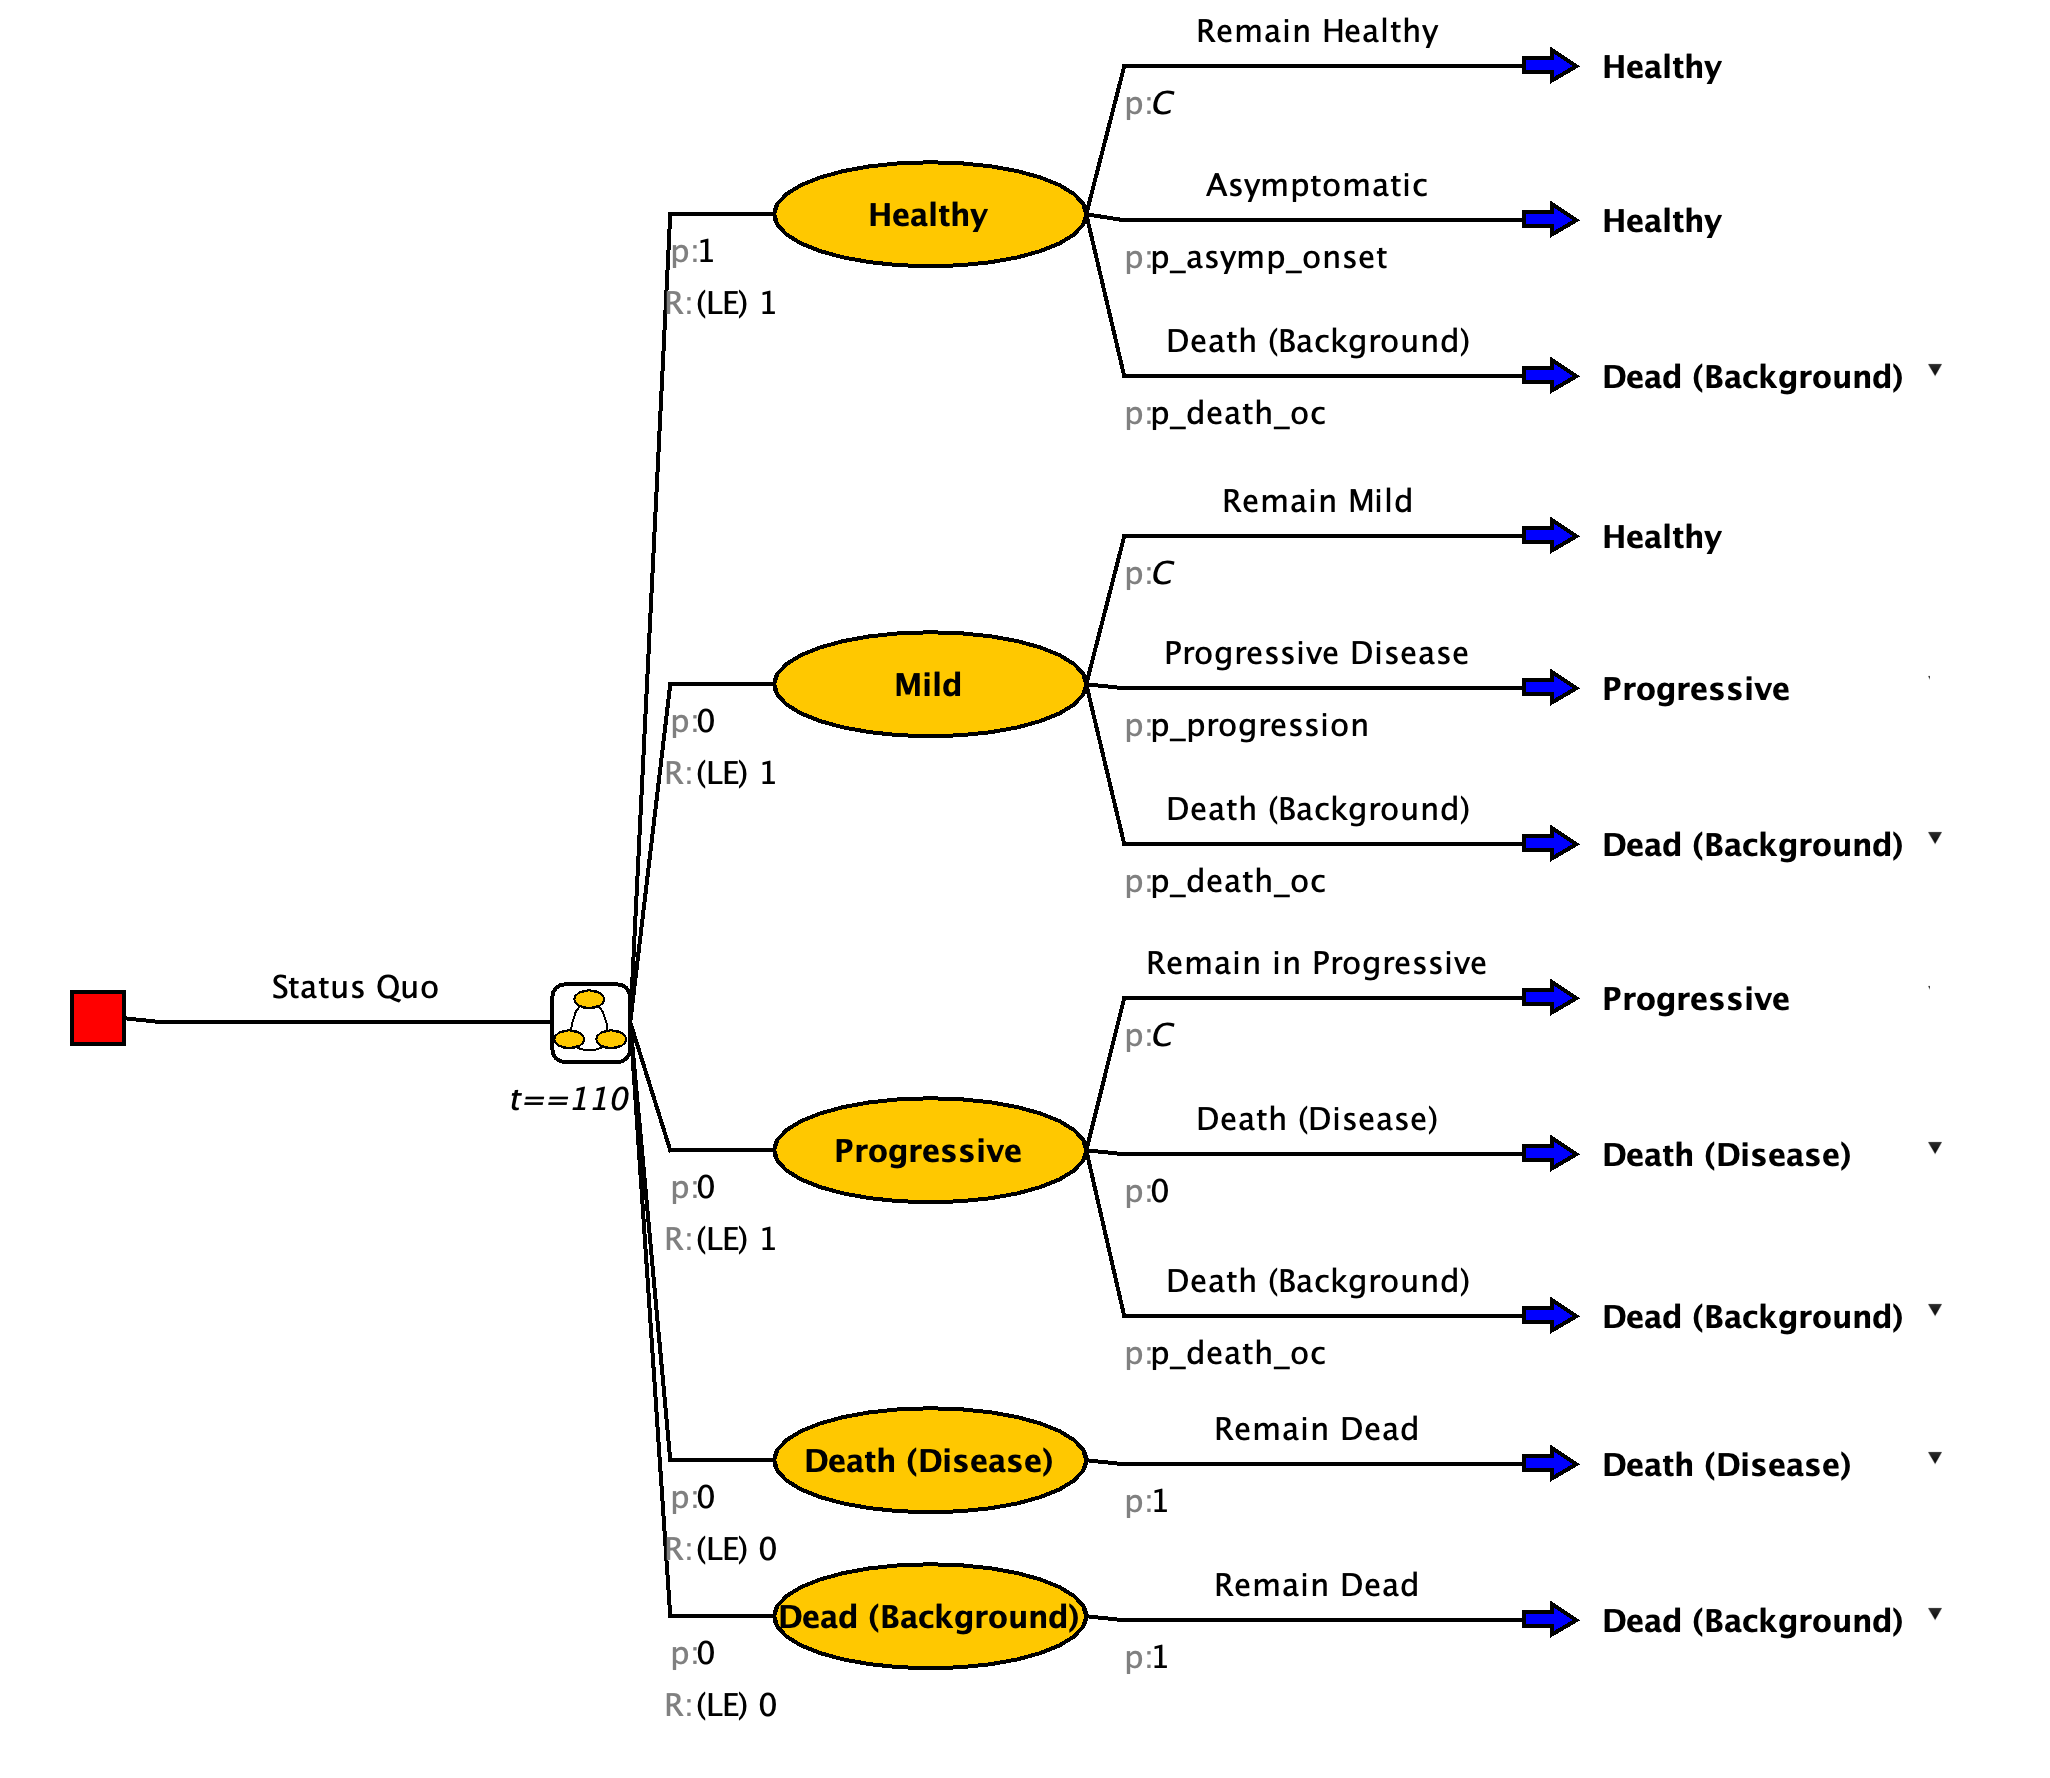 Remain Healthy
Healthy
p:C
Asymptomatic
Healthy
Healthy
p:1
p:p_asymp_onset
R:(LE) 1
Death (Background)
Dead (Background)
p:p_death_oc
Remain Mild
Healthy
p:C
Progressive Disease
Mild
Progressive
p:0
p:p_progression
R:(LE) 1
Death (Background)
Dead (Background)
p:p_death_oc
Remain in Progressive
Status Quo
Progressive
p:C
t==110
Death (Disease)
Progressive
Death (Disease)
p:0
p:0
R:(LE) 1
Death (Background)
Dead (Background)
p:p_death_oc
Remain Dead
Death (Disease)
Death (Disease)
p:0
p:1
R:(LE) 0
Remain Dead
Dead (Background)
Dead (Background)
p:0
p:1
R:(LE) 0